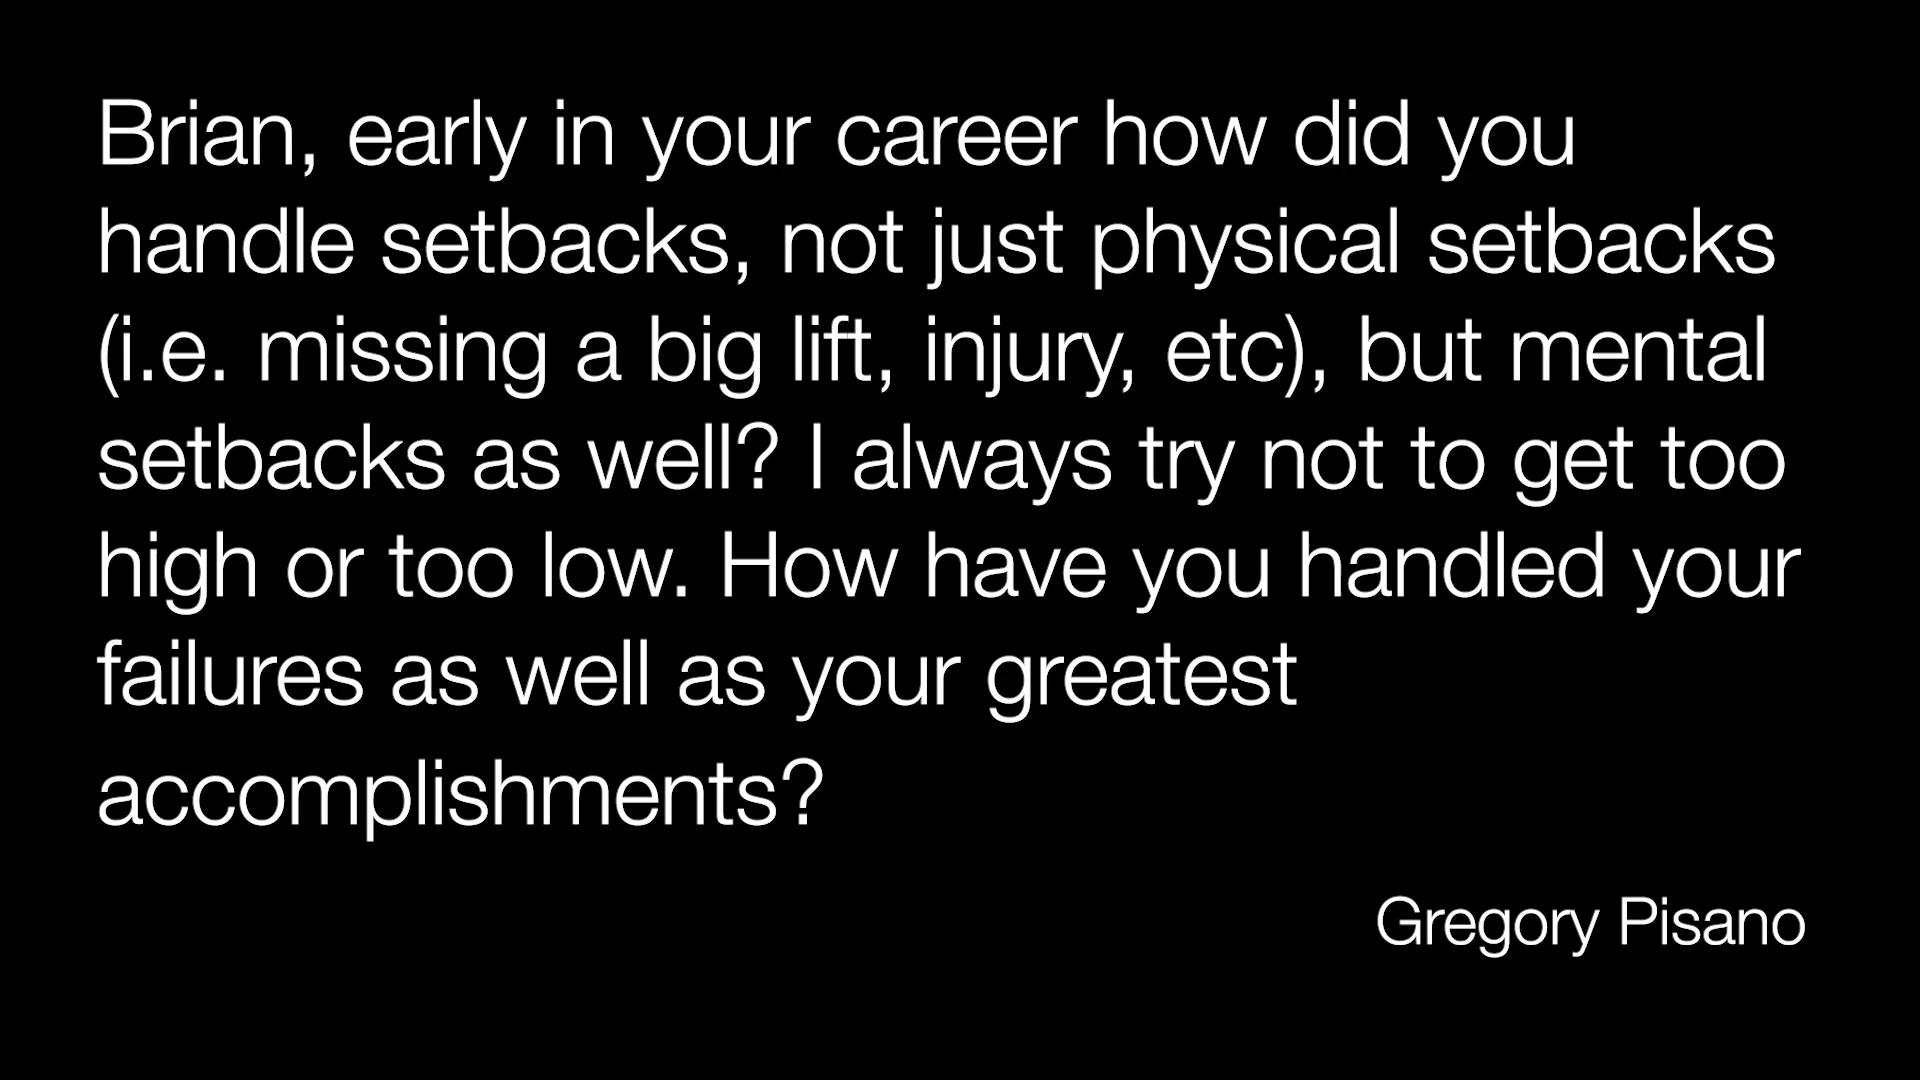 Brian, early in your career how did you
handle setbacks, not just physical setbacks
(i.e. missing a big lift, injury, etc), but mental
setbacks as well? I always try not to get too
high or too low. How have you handled your
failures as well as your greatest
accomplishments?
Gregory Pisano